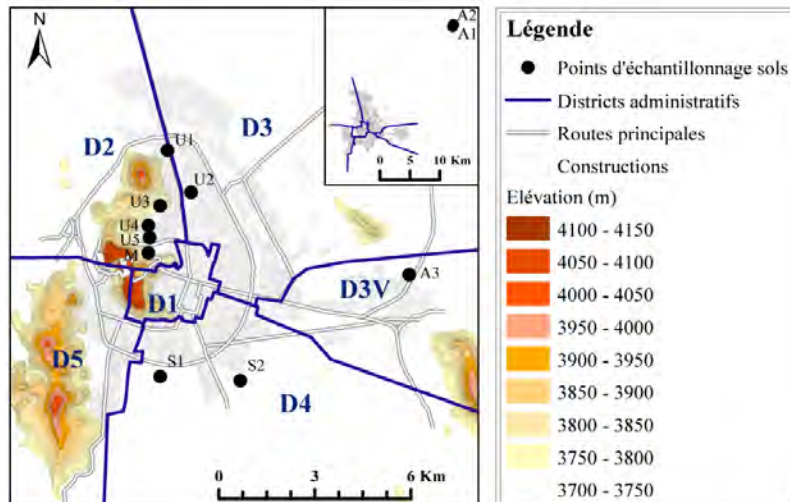 N
A2
A1
D3
U1
D2
U2
0 5 10 Km
U3
U4
U5
M
A3
D3V
D1
D5
S1
S2
D4
0 3 6 Km
Légende
Points d'échantillonnage sols
Districts administratifs
Routes principales
Constructions
Elévation (m)
4100 - 4150
4050 - 4100
4000 - 4050
3950 - 4000
3900 - 3950
3850 - 3900
3800 - 3850
3750 - 3800
3700 - 3750